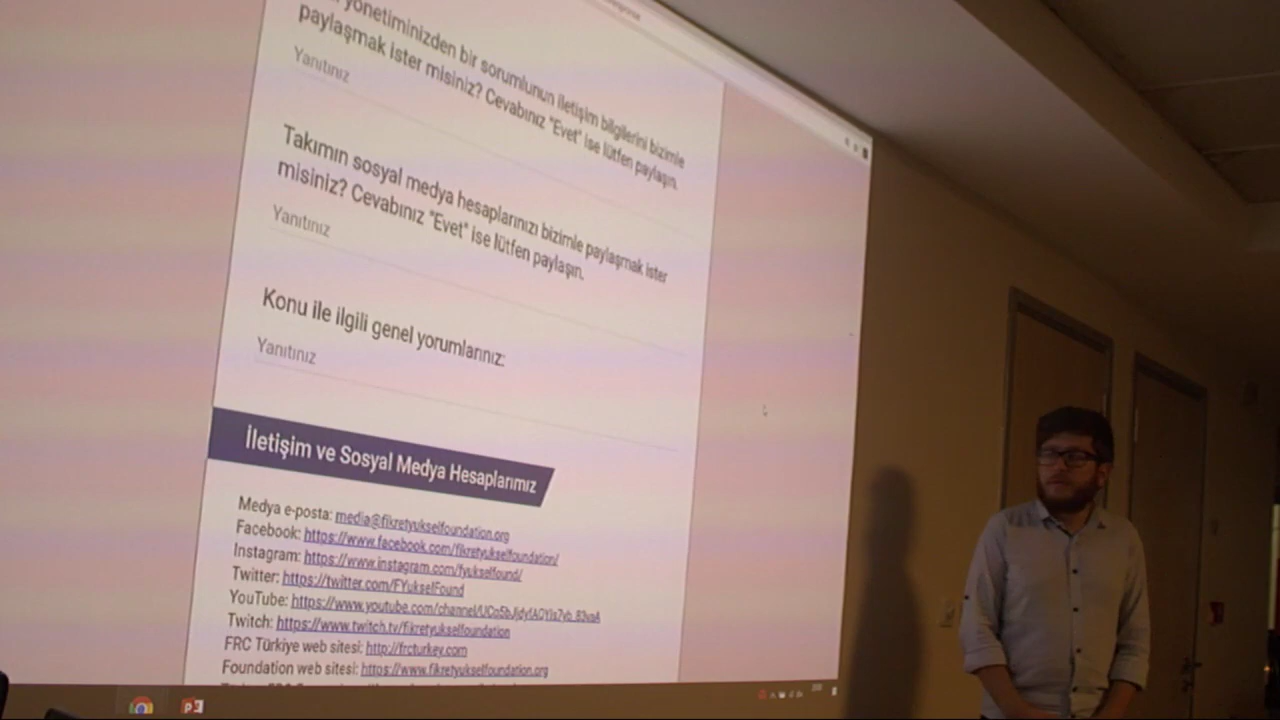 yönetiminizden bir sorumlunun iletişim bilgilerini bizimle
paylaşmak ister misiniz? Cevabınız "Evet" ise lütfen paylaşın.
Yanıtınız
Takımın sosyal medya hesaplarınızı bizimle paylaşmak ister
misiniz? Cevabınız "Evet" ise lütfen paylaşın.
Yanıtınız
Konu ile ilgili genel yorumlarınız:
Yanıtınız
İletişim ve Sosyal Medya Hesaplarımız
Medya e-posta: media@fikretyukselfoundation.org
Facebook: https://www.facebook.com/fikretyukselfoundation/
Instagram: https://www.instagram.com/fyukselfound/
Twitter: https://twitter.com/FYukselFound
YouTube:
Twitch: https://www.twitch.tv/fikretyukselfoundation
FRC Türkiye web sitesi: http://frcturkey.com
Foundation web sitesi: https://www.fikretyukselfoundation.org